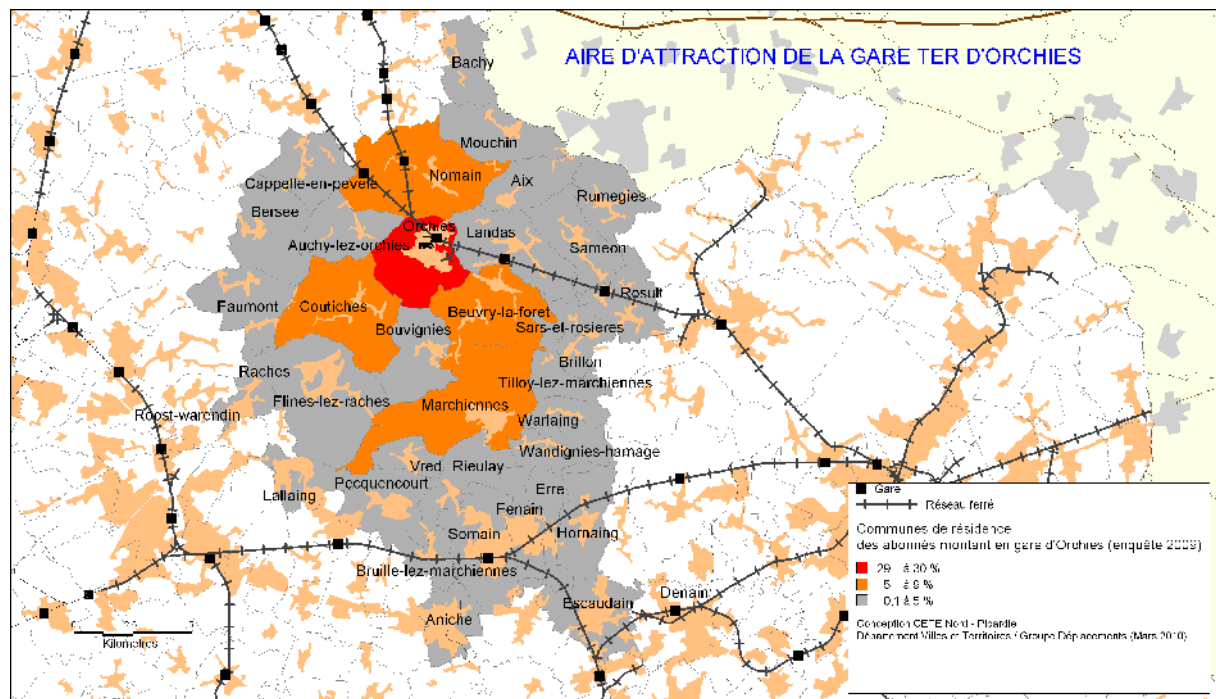 AIRE D'ATTRACTION DE LA GARE TER D'ORCHIES
Bachy
Mouchin
Nomain
Aix
Cappelle-en-pevele
Rumegies
Bersee
Orchies
Landas
Auchy-lez-orchies
Sameon
Rosult
Faumont
Coutiches
Beuvry-la-foret
Bouvignies
Sars-et-rosieres
Brillon
Raches
Tilloy-lez-marchiennes
Flines-lez-raches
Marchiennes
Roost-warendin
Warlaing
Wandignies-hamage
Vred
Rieulay
Pecquencourt
Lallaing
Erre
Fenain
Somain
Hornaing
Bruille-lez-marchiennes
Denain
Escaudain
Aniche
Kilometres
Gare
Réseau ferré
Communes de résidence
des abonnés montant en gare d'Orchies (enquête 2009)
29 à 30 %
5 à 9 %
0,1 à 5 %
Conception CETE Nord - Picardie
Département Villes et Territoires / Groupe Déplacements (Mars 2010)